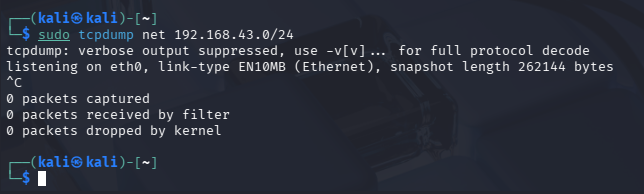 ┌──(kali㉿kali)-[~]
└─$ sudo tcpdump net 192.168.43.0/24
tcpdump: verbose output suppressed, use -v[v]... for full protocol decode
listening on eth0, link-type EN10MB (Ethernet), snapshot length 262144 bytes
^C
0 packets captured
0 packets received by filter
0 packets dropped by kernel
┌──(kali㉿kali)-[~]
└─$